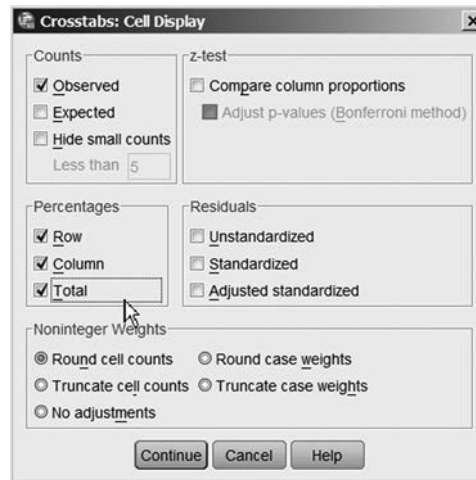 Crosstabs: Cell Display
Counts
Observed
Expected
Hide small counts
Less than 5
z-test
Compare column proportions
Adjust p-values (Bonferroni method)
Percentages
Row
Column
Total
Residuals
Unstandardized
Standardized
Adjusted standardized
Noninteger Weights
Round cell counts Round case weights
Truncate cell counts Truncate case weights
No adjustments
Continue Cancel Help